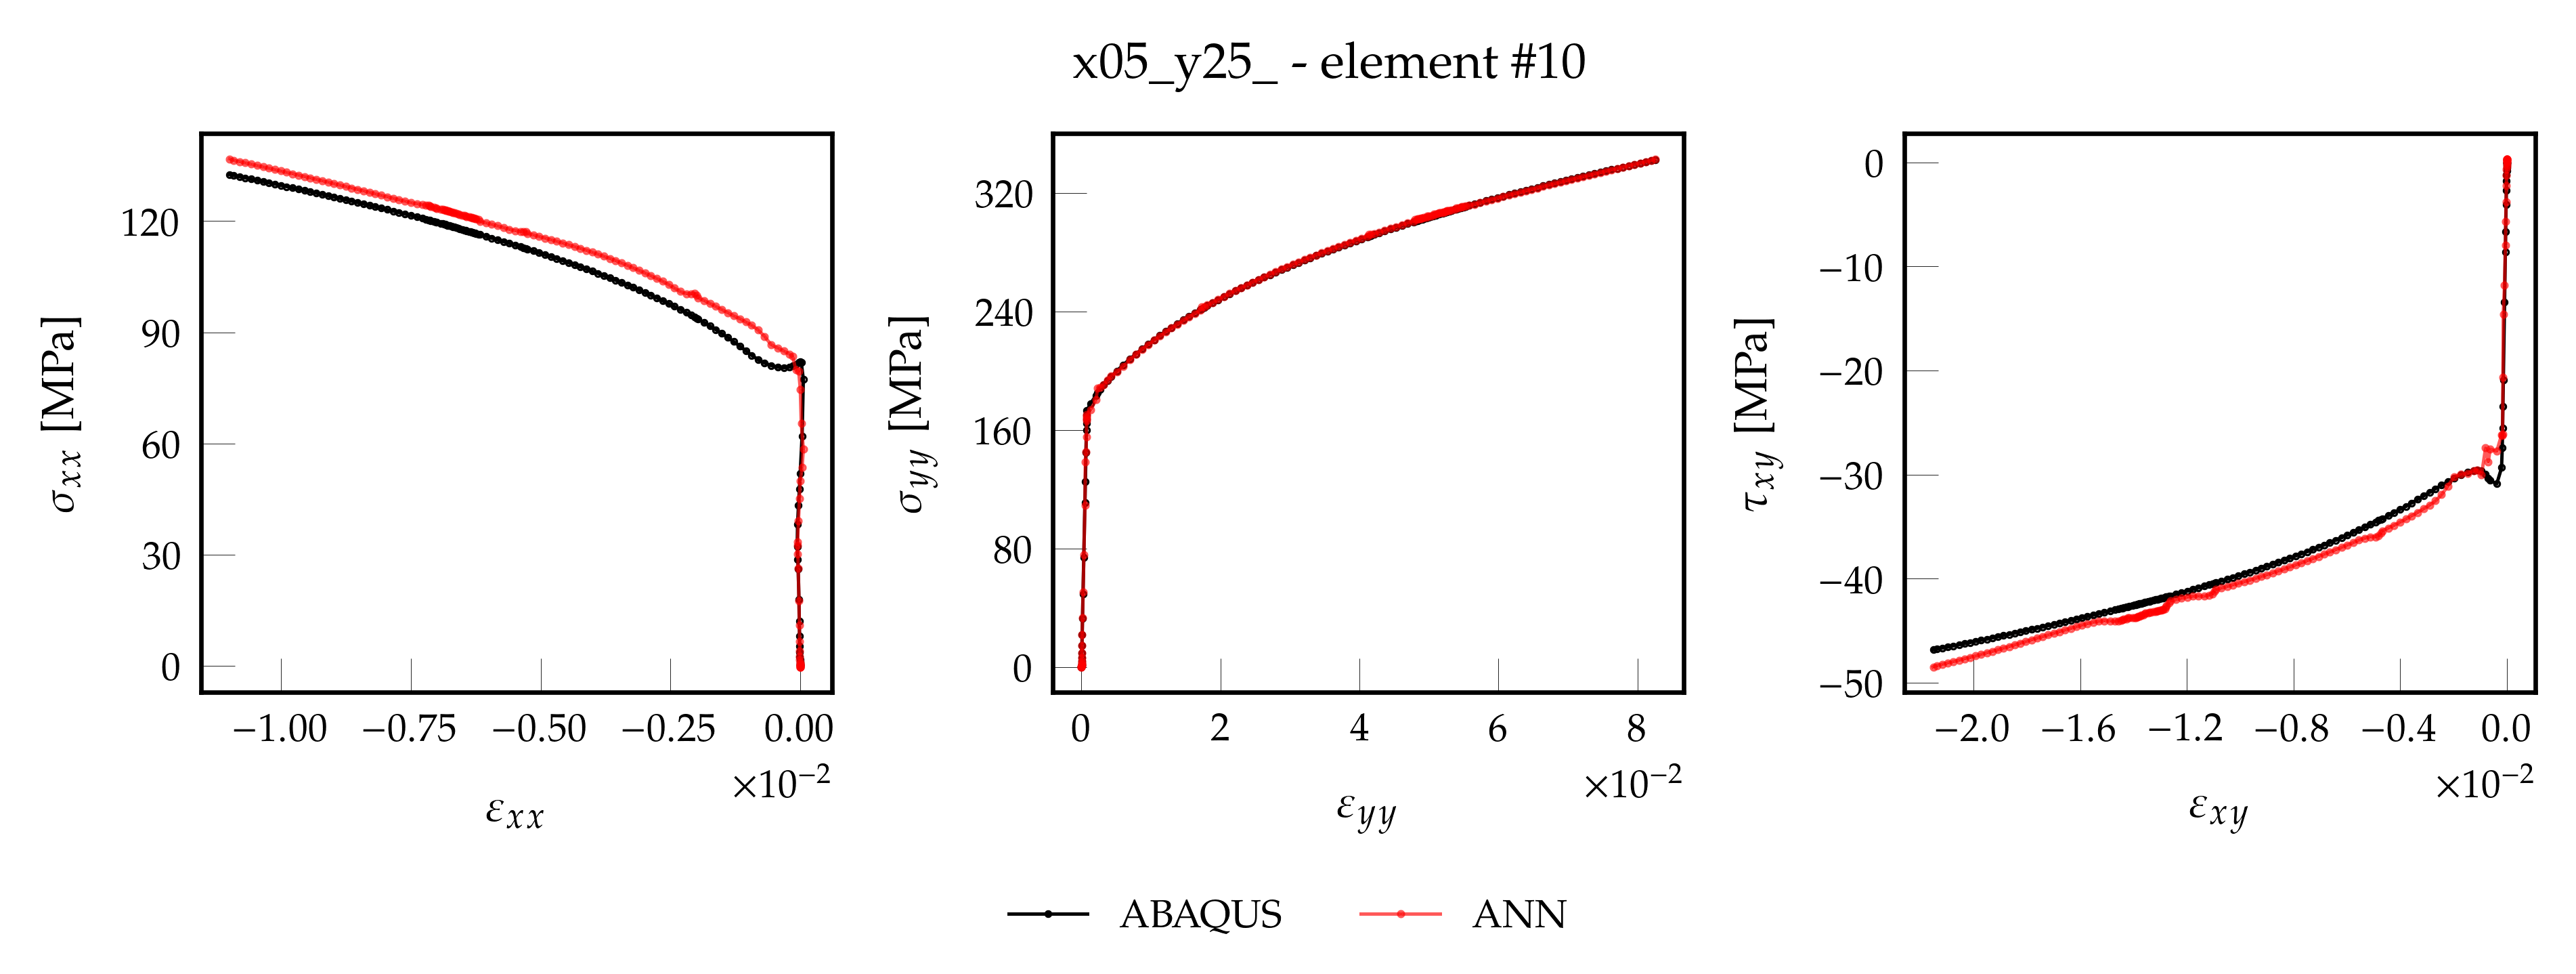 x05_y25_ - element #10
σxx [MPa]
120
90
60
30
0
−1.00 −0.75 −0.50 −0.25 0.00
×10−2
εxx
σyy [MPa]
320
240
160
80
0
0 2 4 6 8
×10−2
εyy
τxy [MPa]
0
−10
−20
−30
−40
−50
−2.0 −1.6 −1.2 −0.8 −0.4 0.0
×10−2
εxy
ABAQUS ANN